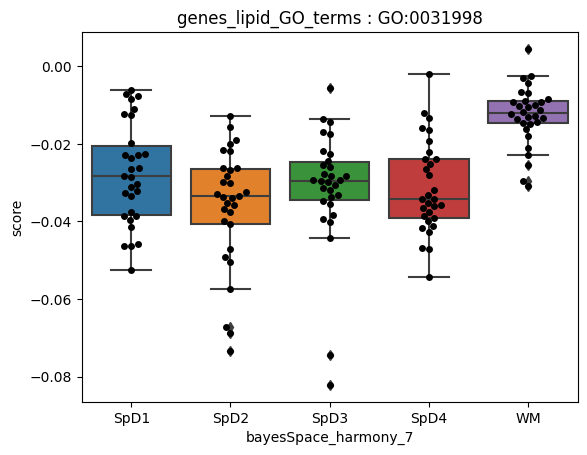 genes_lipid_GO_terms : GO:0031998
0.00
−0.02
−0.04
−0.06
−0.08
score
SpD1 SpD2 SpD3 SpD4 WM
bayesSpace_harmony_7